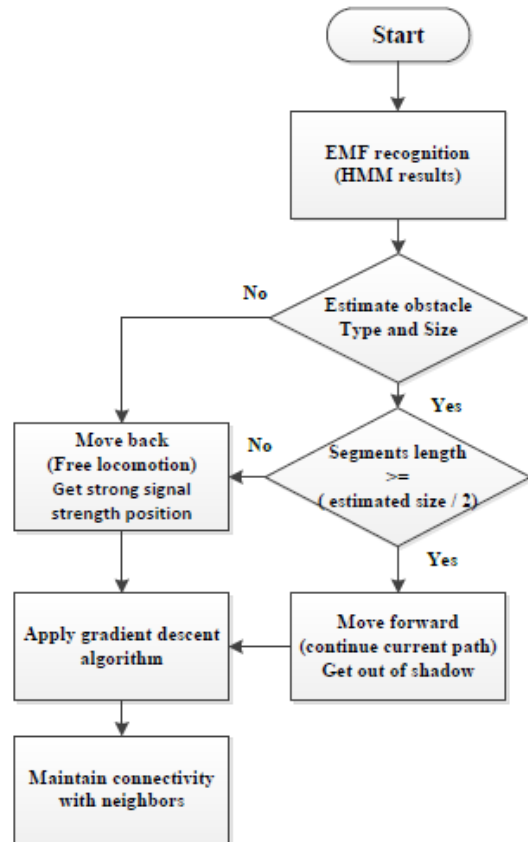 Start
EMF recognition
(HMM results)
No
Estimate obstacle
Type and Size
Yes
Move back
(Free locomotion)
Get strong signal
strength position
No
Segments length
>=
( estimated size / 2)
Yes
Apply gradient descent
algorithm
Move forward
(continue current path)
Get out of shadow
Maintain connectivity
with neighbors